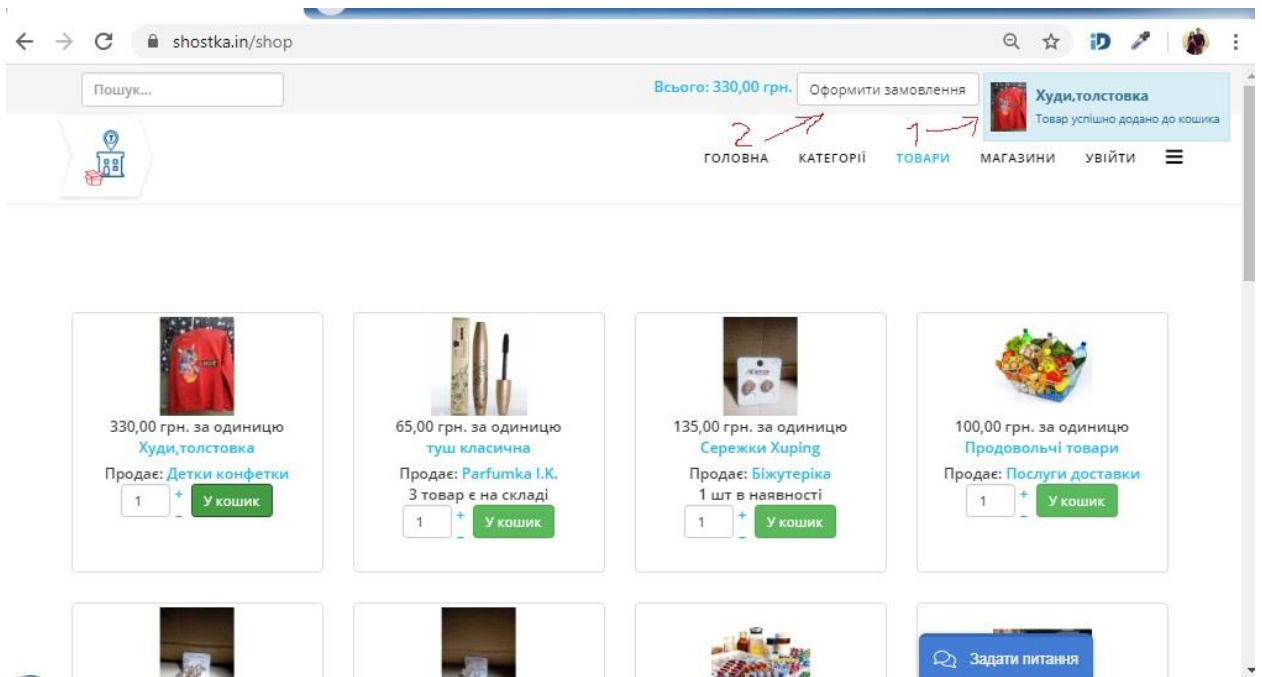 shostka.in/shop
Пошук...
Всього: 330,00 грн.
Оформити замовлення
Худи,толстовка
Товар успішно додано до кошика
2
1
ГОЛОВНА
КАТЕГОРІЇ
ТОВАРИ
МАГАЗИНИ
УВІЙТИ
330,00 грн. за одиницю
Худи,толстовка
Продає: Детки конфетки
1 + -
У кошик
65,00 грн. за одиницю
туш класична
Продає: Parfumka I.K.
3 товар є на складі
1 + -
У кошик
135,00 грн. за одиницю
Сережки Xuping
Продає: Біжутеріка
1 шт в наявності
1 + -
У кошик
100,00 грн. за одиницю
Продовольчі товари
Продає: Послуги доставки
1 + -
У кошик
Задати питання